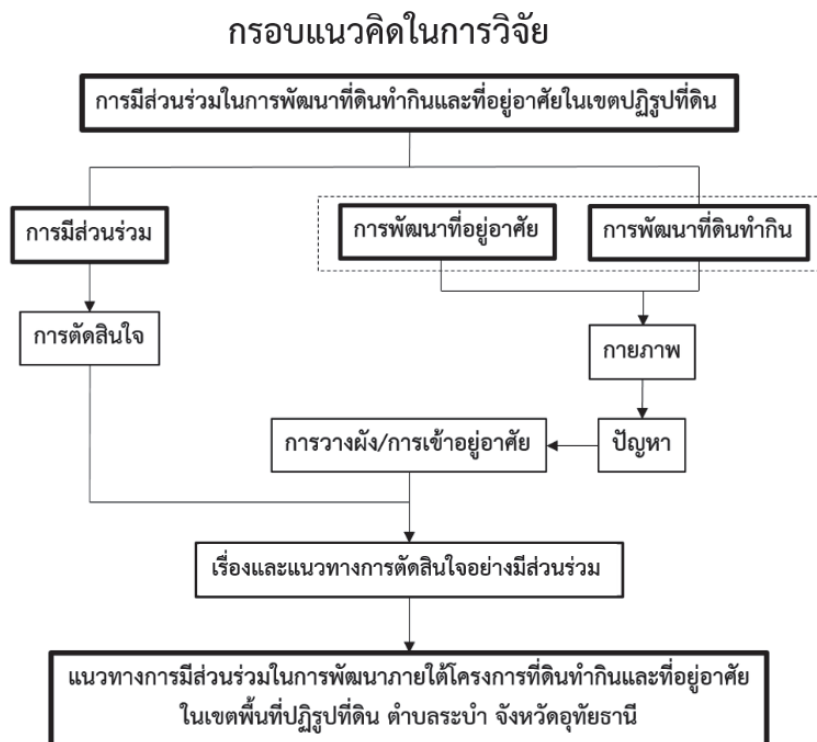 กรอบแนวคิดในการวิจัย
การมีส่วนร่วมในการพัฒนาที่ดินทำกินและที่อยู่อาศัยในเขตปฏิรูปที่ดิน
การมีส่วนร่วม
การพัฒนาที่อยู่อาศัย
การพัฒนาที่ดินทำกิน
การตัดสินใจ
กายภาพ
การวางผัง/การเข้าอยู่อาศัย
ปัญหา
เรื่องและแนวทางการตัดสินใจอย่างมีส่วนร่วม
แนวทางการมีส่วนร่วมในการพัฒนาภายใต้โครงการที่ดินทำกินและที่อยู่อาศัย
ในเขตพื้นที่ปฏิรูปที่ดิน ตำบลระบำ จังหวัดอุทัยธานี